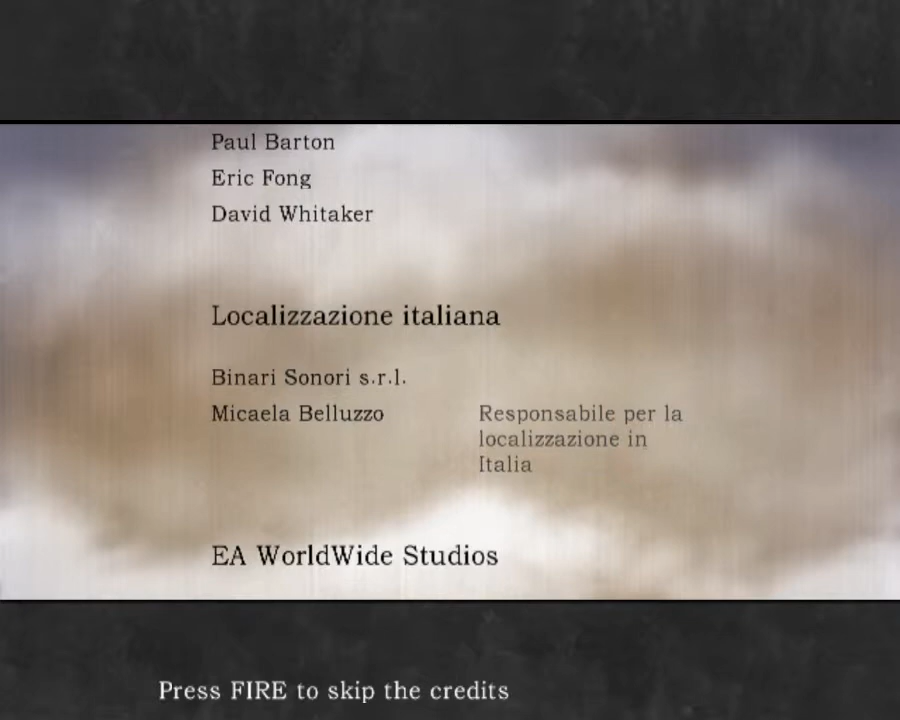 Paul Barton
Eric Fong
David Whitaker
Localizzazione italiana
Binari Sonori s.r.l.
Micaela Belluzzo
Responsabile per la
localizzazione in
Italia
EA WorldWide Studios
Press FIRE to skip the credits